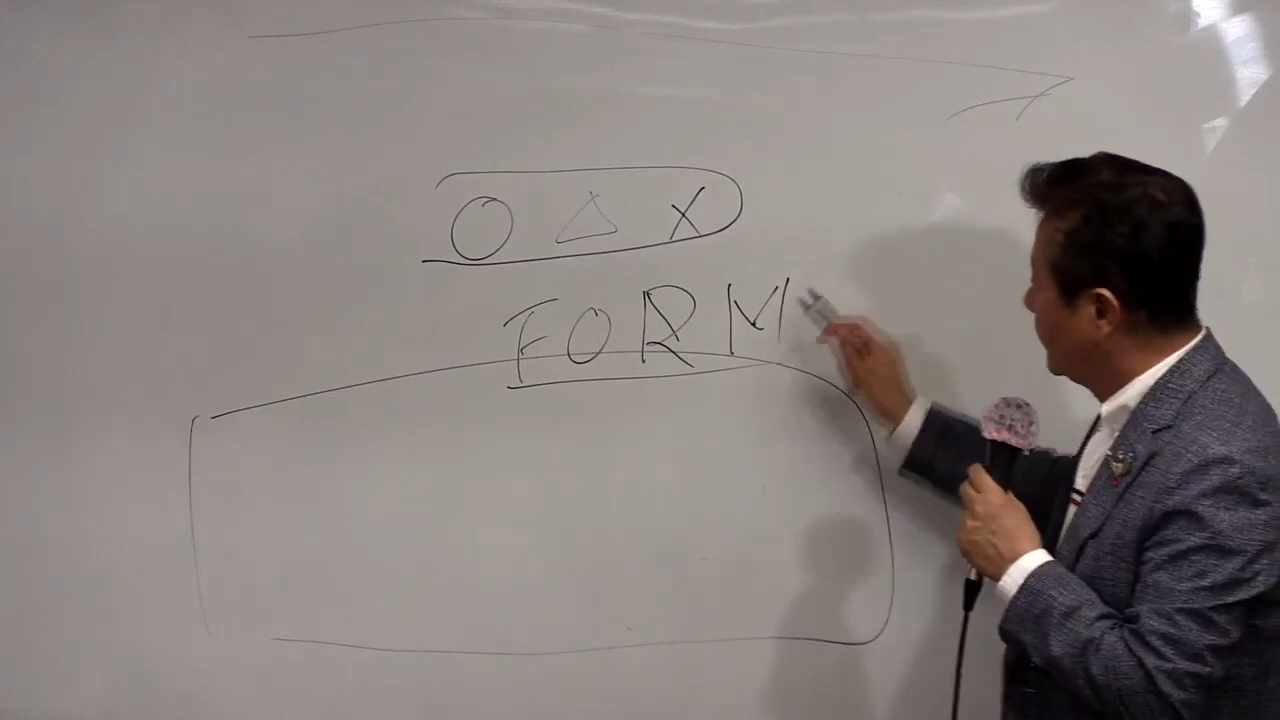 ○ △ X
FORM